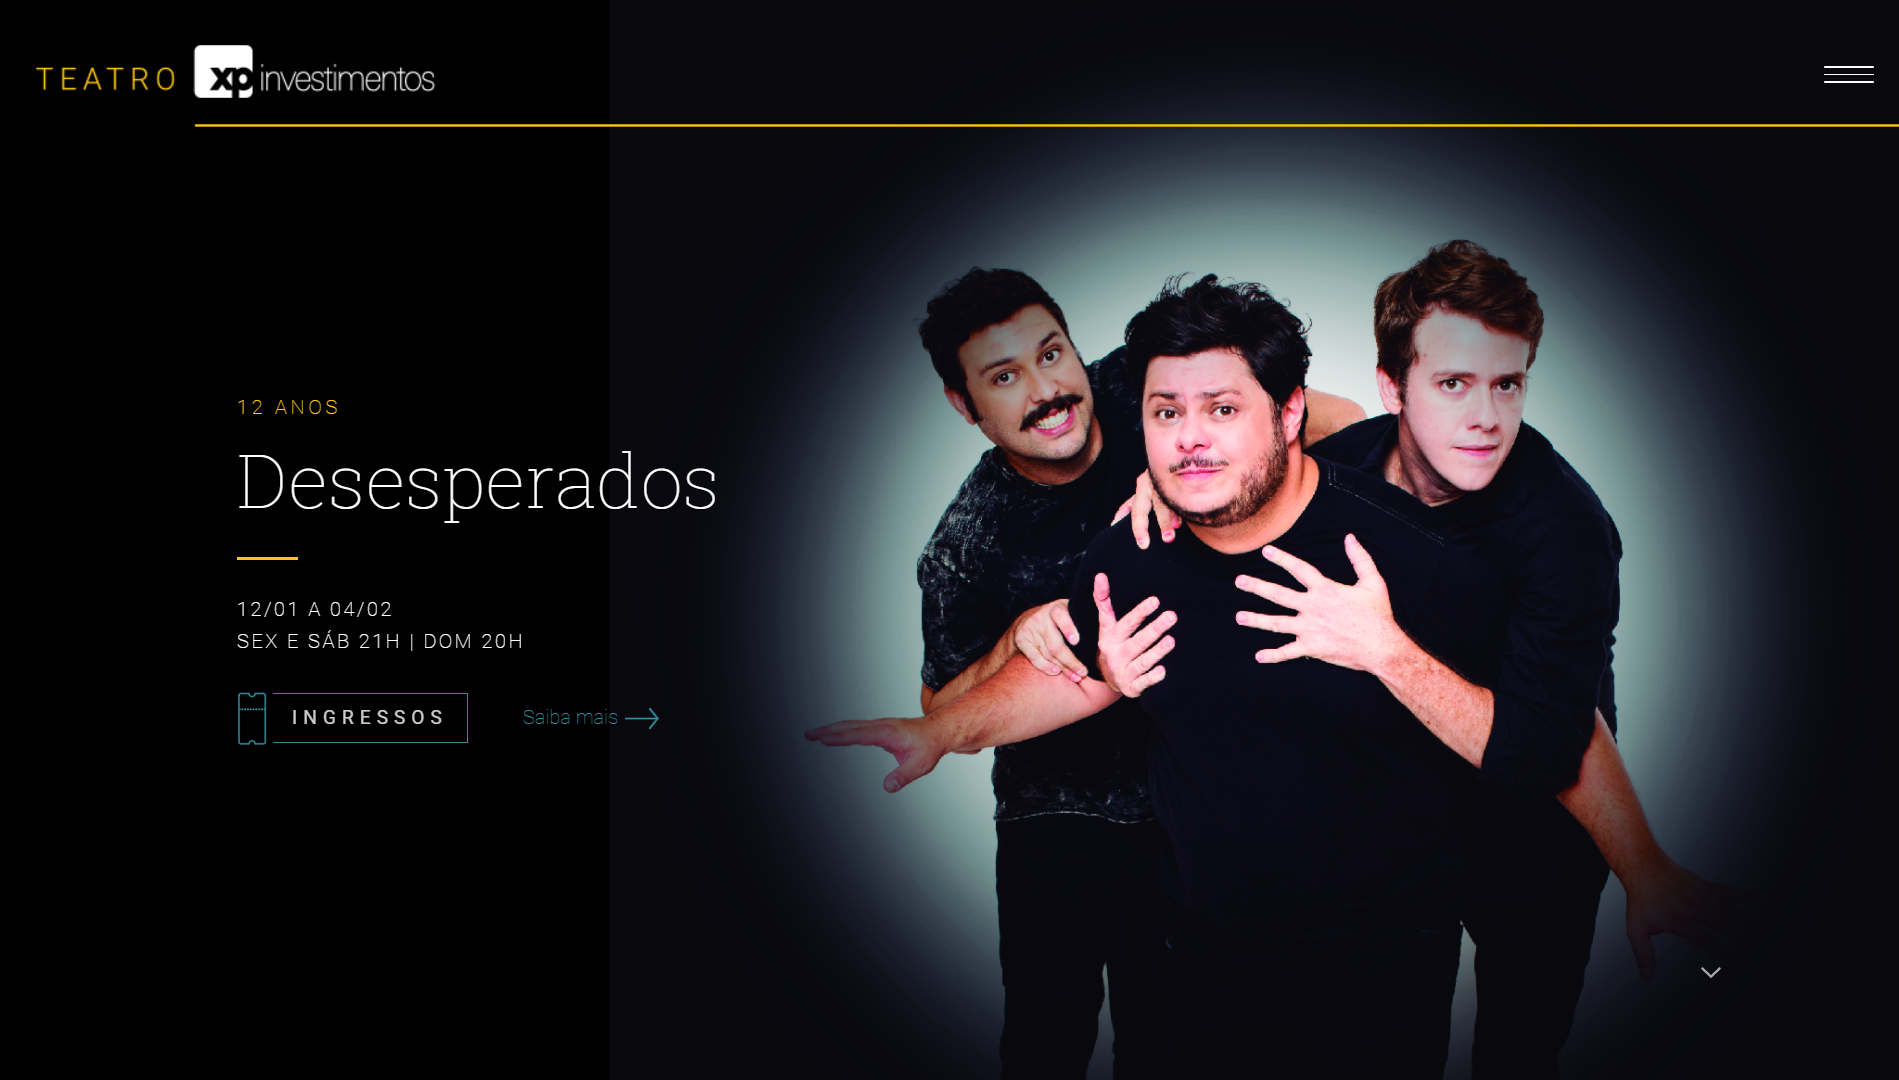 TEATRO xp investimentos
12 ANOS
Desesperados
12/01 A 04/02
SEX E SÁB 21H | DOM 20H
INGRESSOS
Saiba mais